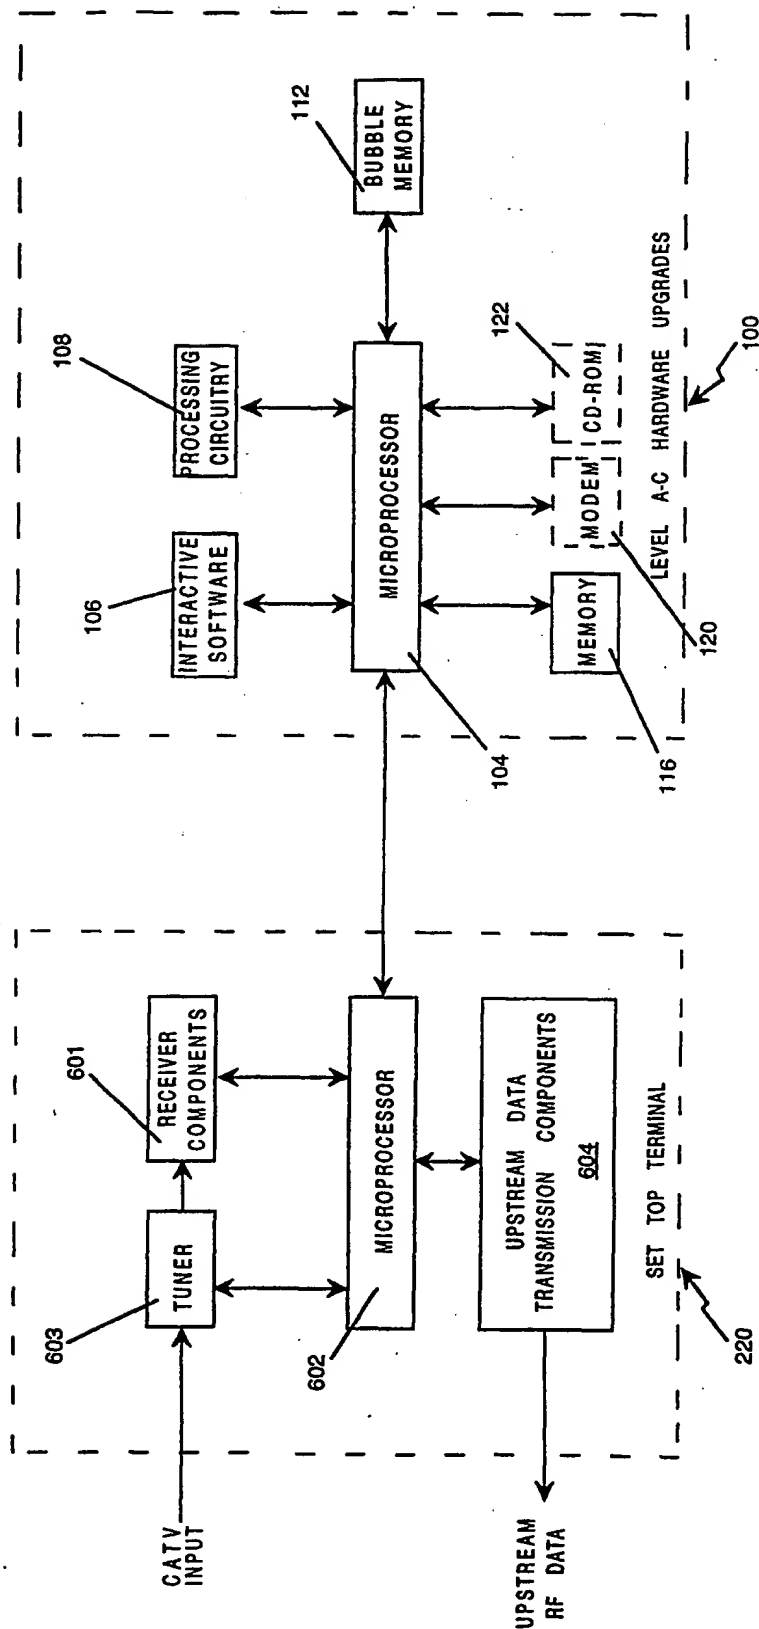 CATV
INPUT
603
TUNER
601
RECEIVER
COMPONENTS
602
MICROPROCESSOR
UPSTREAM DATA
TRANSMISSION COMPONENTS
604
UPSTREAM
RF DATA
SET TOP TERMINAL
220
106
INTERACTIVE
SOFTWARE
108
PROCESSING
CIRCUITRY
MICROPROCESSOR
104
112
BUBBLE
MEMORY
MEMORY
116
MODEM
120
CD-ROM
122
LEVEL A-C HARDWARE UPGRADES
100